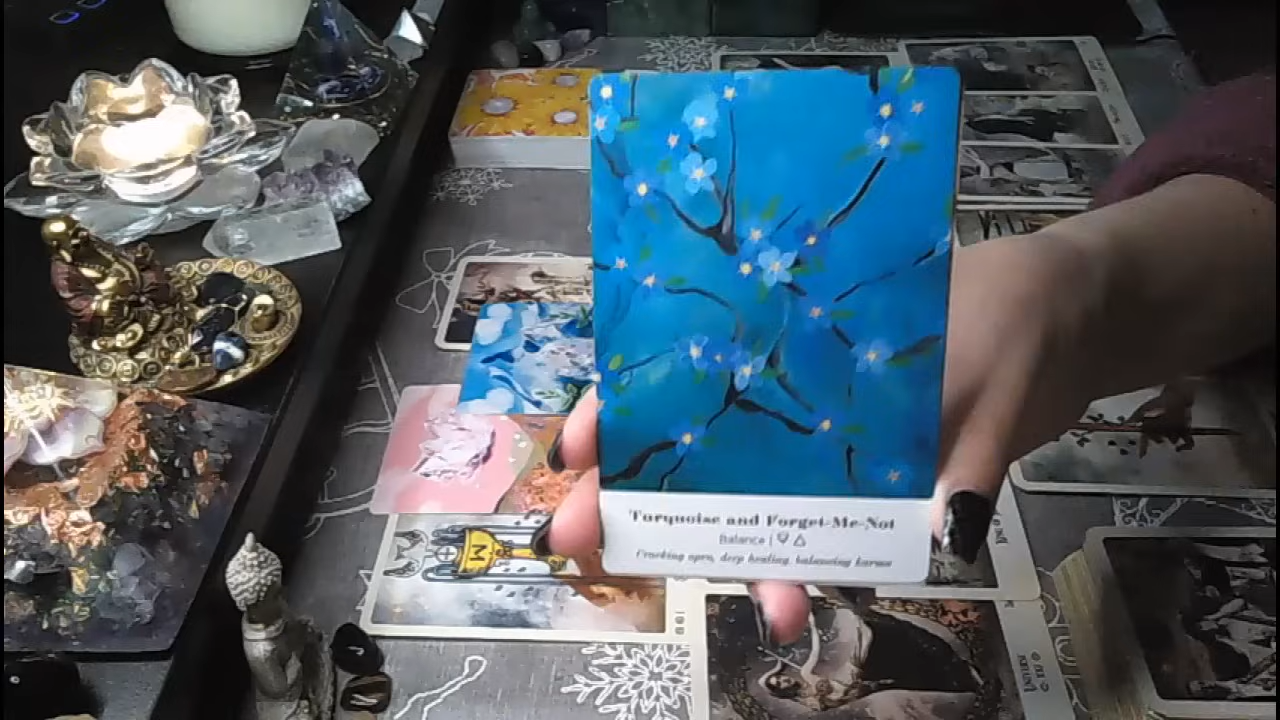 Turquoise and Forget-Me-Not
Balance |
Cracking open, deep healing, balancing karma
M